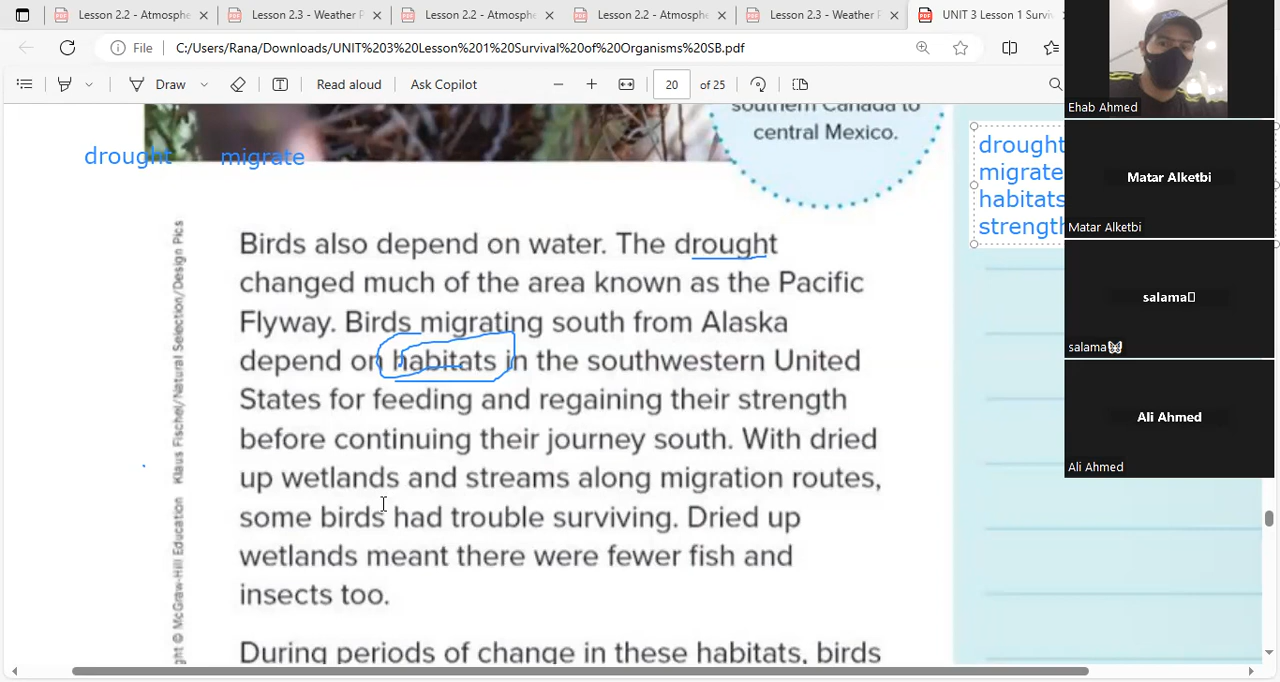 Lesson 2.2 - Atmosphe
Lesson 2.3 - Weather P
Lesson 2.2 - Atmosphe
Lesson 2.2 - Atmosphe
Lesson 2.3 - Weather P
UNIT 3 Lesson 1 Survi
File
C:/Users/Rana/Downloads/UNIT%203%20Lesson%201%20Survival%20of%20Organisms%20SB.pdf
Draw
Read aloud
Ask Copilot
20 of 25
southern Canada to
central Mexico.
drought migrate
drought
migrate
habitats
strength
Birds also depend on water. The drought
changed much of the area known as the Pacific
Flyway. Birds migrating south from Alaska
depend on habitats in the southwestern United
States for feeding and regaining their strength
before continuing their journey south. With dried
up wetlands and streams along migration routes,
some birds had trouble surviving. Dried up
wetlands meant there were fewer fish and
insects too.
During periods of change in these habitats, birds
ght © McGraw-Hill Education Klaus Fischel/Natural Selection/Design Pics
Ehab Ahmed
Matar Alketbi
Matar Alketbi
salama
salama
Ali Ahmed
Ali Ahmed